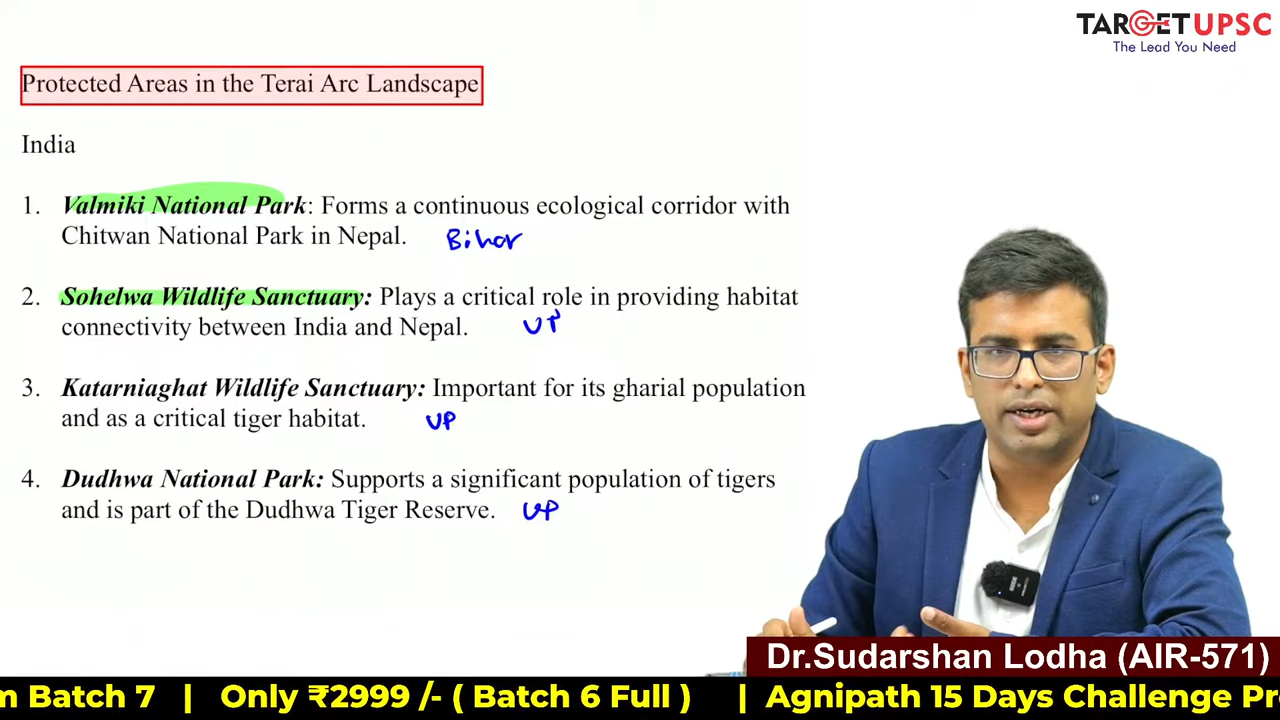 TARGETUPSC
The Lead You Need
Protected Areas in the Terai Arc Landscape
India
1. Valmiki National Park: Forms a continuous ecological corridor with
Chitwan National Park in Nepal. Bihar
2. Sohelwa Wildlife Sanctuary: Plays a critical role in providing habitat
connectivity between India and Nepal. UP
3. Katarniaghat Wildlife Sanctuary: Important for its gharial population
and as a critical tiger habitat. UP
4. Dudhwa National Park: Supports a significant population of tigers
and is part of the Dudhwa Tiger Reserve. UP
Dr.Sudarshan Lodha (AIR-571)
m Batch 7 | Only ₹2999 /- ( Batch 6 Full ) | Agnipath 15 Days Challenge Pr